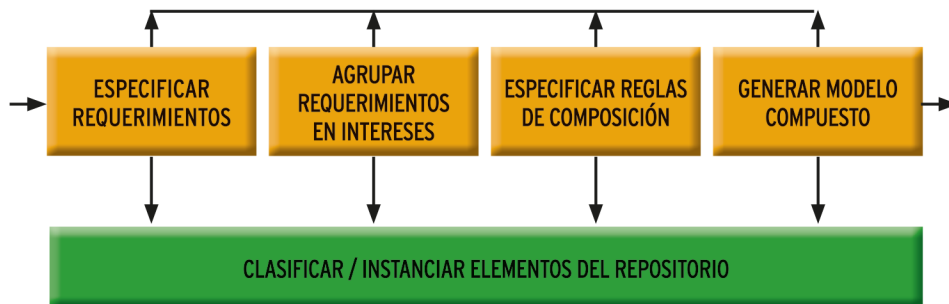 ESPECIFICAR
REQUERIMIENTOS
AGRUPAR
REQUERIMIENTOS
EN INTERESES
ESPECIFICAR REGLAS
DE COMPOSICIÓN
GENERAR MODELO
COMPUESTO
CLASIFICAR / INSTANCIAR ELEMENTOS DEL REPOSITORIO